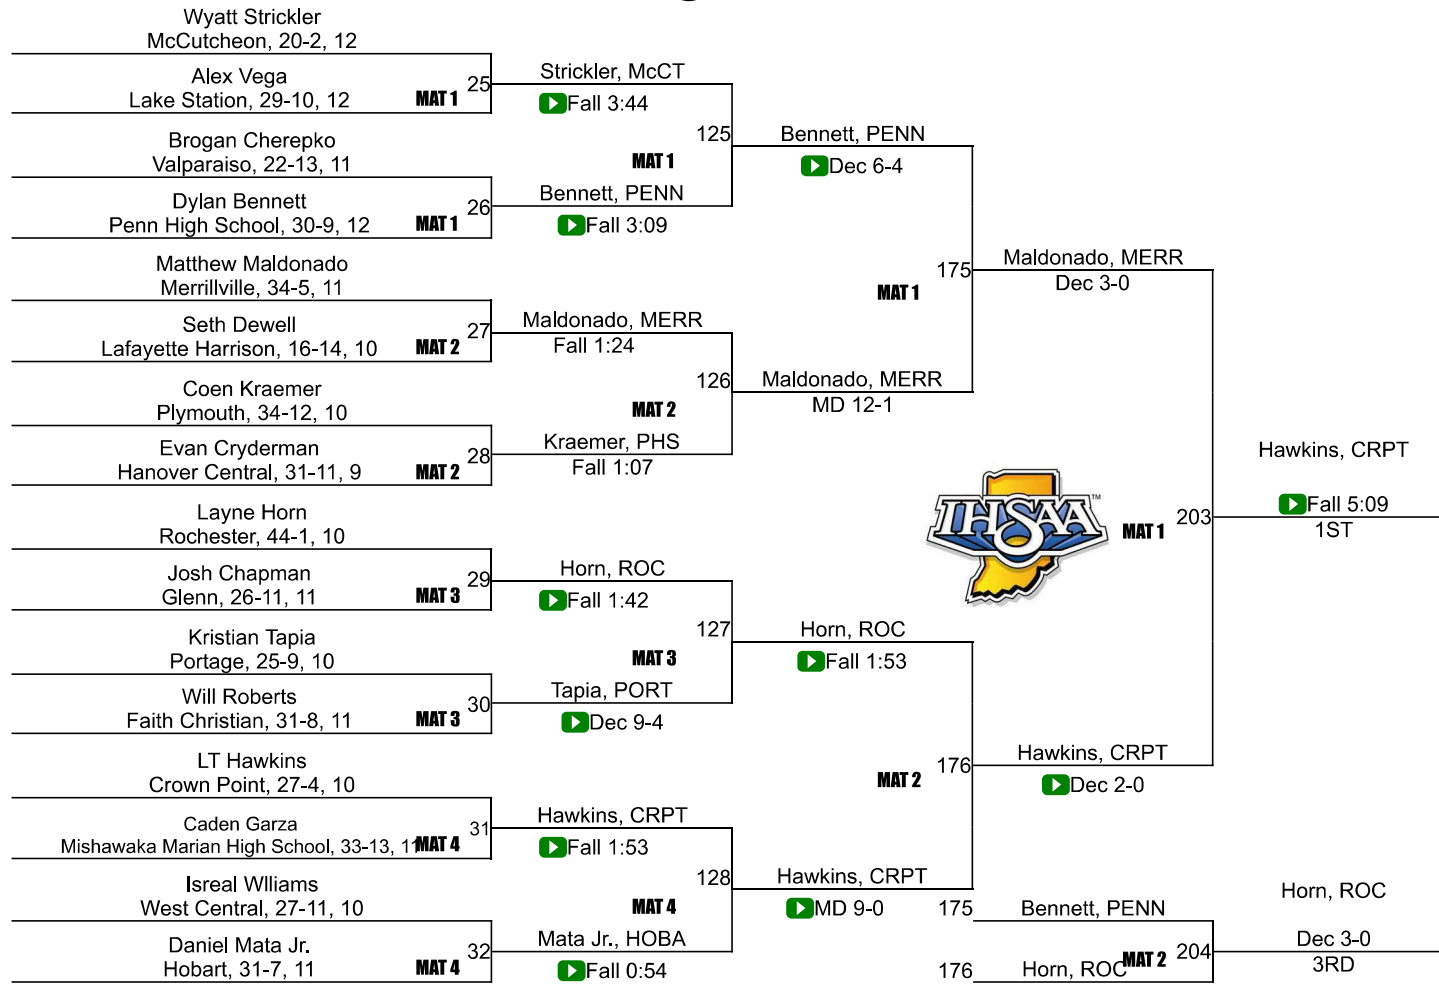 Wyatt Strickler
McCutcheon, 20-2, 12
Alex Vega
Lake Station, 29-10, 12
MAT 1
25
Brogan Cherepko
Valparaiso, 22-13, 11
Dylan Bennett
Penn High School, 30-9, 12
MAT 1
26
Matthew Maldonado
Merrillville, 34-5, 11
Seth Dewell
Lafayette Harrison, 16-14, 10
MAT 2
27
Coen Kraemer
Plymouth, 34-12, 10
Evan Cryderman
Hanover Central, 31-11, 9
MAT 2
28
Layne Horn
Rochester, 44-1, 10
Josh Chapman
Glenn, 26-11, 11
MAT 3
29
Kristian Tapia
Portage, 25-9, 10
Will Roberts
Faith Christian, 31-8, 11
MAT 3
30
LT Hawkins
Crown Point, 27-4, 10
Caden Garza
Mishawaka Marian High School, 33-13, 11
MAT 4
31
Isreal Wlliams
West Central, 27-11, 10
Daniel Mata Jr.
Hobart, 31-7, 11
MAT 4
32
Strickler, McCT
Fall 3:44
125
MAT 1
Bennett, PENN
Fall 3:09
Maldonado, MERR
Fall 1:24
126
MAT 2
Kraemer, PHS
Fall 1:07
Horn, ROC
Fall 1:42
127
MAT 3
Tapia, PORT
Dec 9-4
Hawkins, CRPT
Fall 1:53
128
MAT 4
Mata Jr., HOBA
Fall 0:54
Bennett, PENN
Dec 6-4
175
MAT 1
Maldonado, MERR
MD 12-1
Horn, ROC
Fall 1:53
176
MAT 2
Hawkins, CRPT
MD 9-0
Maldonado, MERR
Dec 3-0
IHSAA
TM
MAT 1
203
Hawkins, CRPT
Dec 2-0
Hawkins, CRPT
Fall 5:09
1ST
175
Bennett, PENN
176
Horn, ROC
MAT 2
204
Horn, ROC
Dec 3-0
3RD